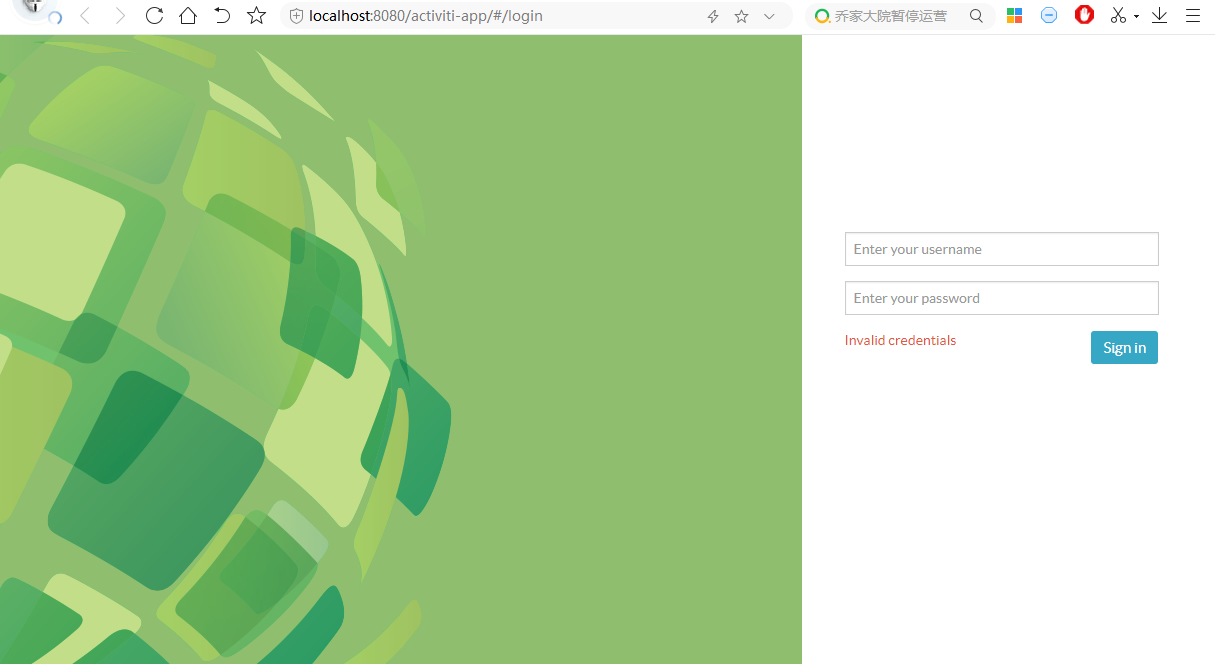 localhost:8080/activiti-app/#/login
乔家大院暂停运营
Enter your username
Enter your password
Invalid credentials
Sign in